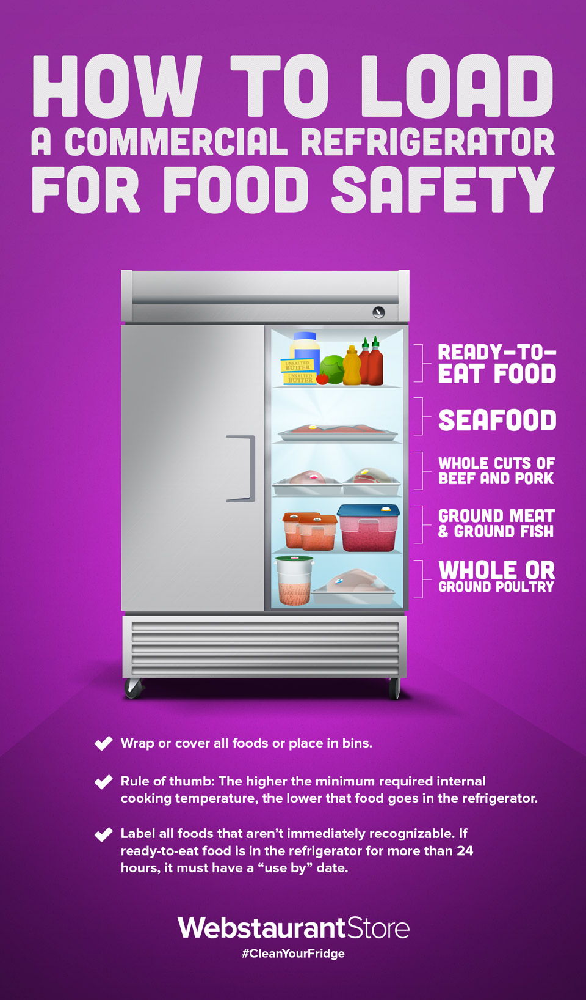 HOW TO LOAD
A COMMERCIAL REFRIGERATOR
FOR FOOD SAFETY
UNSALTED
BUTTER
UNSALTED
BUTTER
READY-TO-
EAT FOOD
SEAFOOD
WHOLE CUTS OF
BEEF AND PORK
GROUND MEAT
& GROUND FISH
WHOLE OR
GROUND POULTRY
Wrap or cover all foods or place in bins.
Rule of thumb: The higher the minimum required internal
cooking temperature, the lower that food goes in the refrigerator.
Label all foods that aren't immediately recognizable. If
ready-to-eat food is in the refrigerator for more than 24
hours, it must have a “use by” date.
WebstaurantStore
#CleanYourFridge